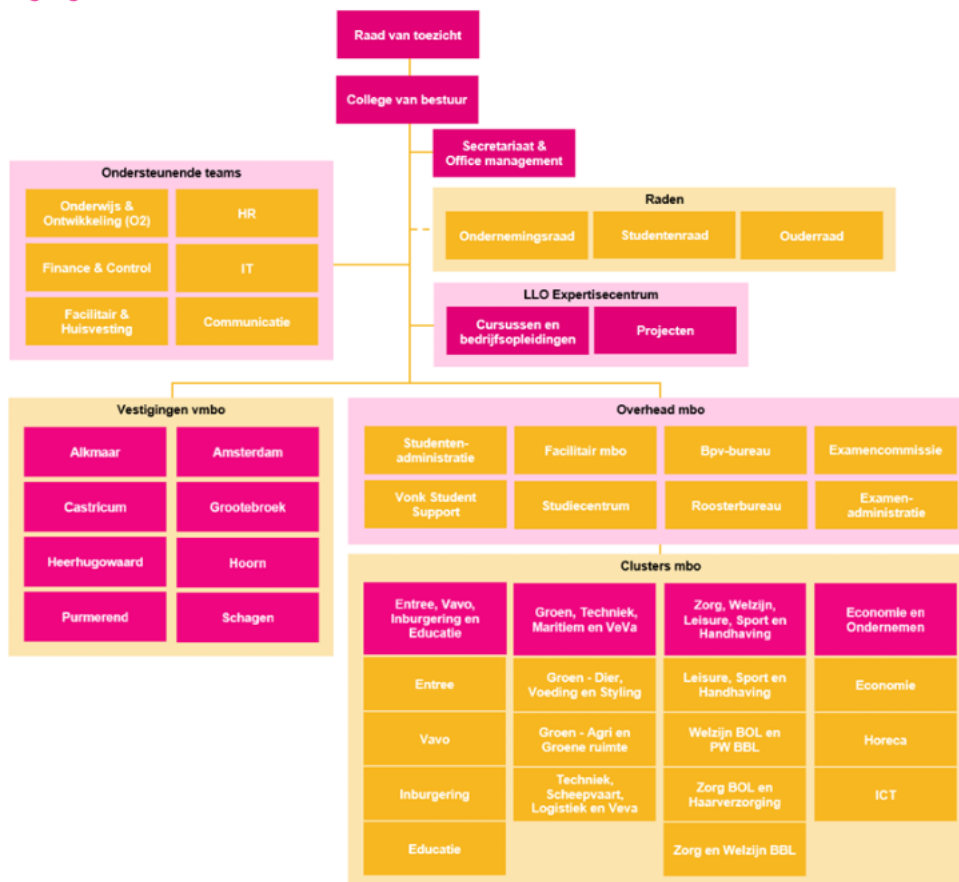 Raad van toezicht
College van bestuur
Secretariaat &
Office management
Ondersteunende teams
Onderwijs &
Ontwikkeling (O2)
HR
Finance & Control
IT
Facilitair &
Huisvesting
Communicatie
Raden
Ondernemingsraad
Studentenraad
Ouderraad
LLO Expertisecentrum
Cursussen en
bedrijfsopleidingen
Projecten
Vestigingen vmbo
Alkmaar
Amsterdam
Castricum
Grootebroek
Heerhugowaard
Hoorn
Purmerend
Schagen
Overhead mbo
Studenten-
administratie
Facilitair mbo
Bpv-bureau
Examencommissie
Vonk Student
Support
Studiecentrum
Roosterbureau
Examen-
administratie
Clusters mbo
Entree, Vavo,
Inburgering en
Educatie
Groen, Techniek,
Maritiem en VeVa
Zorg, Welzijn,
Leisure, Sport en
Handhaving
Economie en
Ondernemen
Entree
Groen - Dier,
Voeding en Styling
Leisure, Sport en
Handhaving
Economie
Vavo
Groen - Agri en
Groene ruimte
Welzijn BOL en
PW BBL
Horeca
Inburgering
Techniek,
Scheepvaart,
Logistiek en Veva
Zorg BOL en
Haarverzorging
ICT
Educatie
Zorg en Welzijn BBL